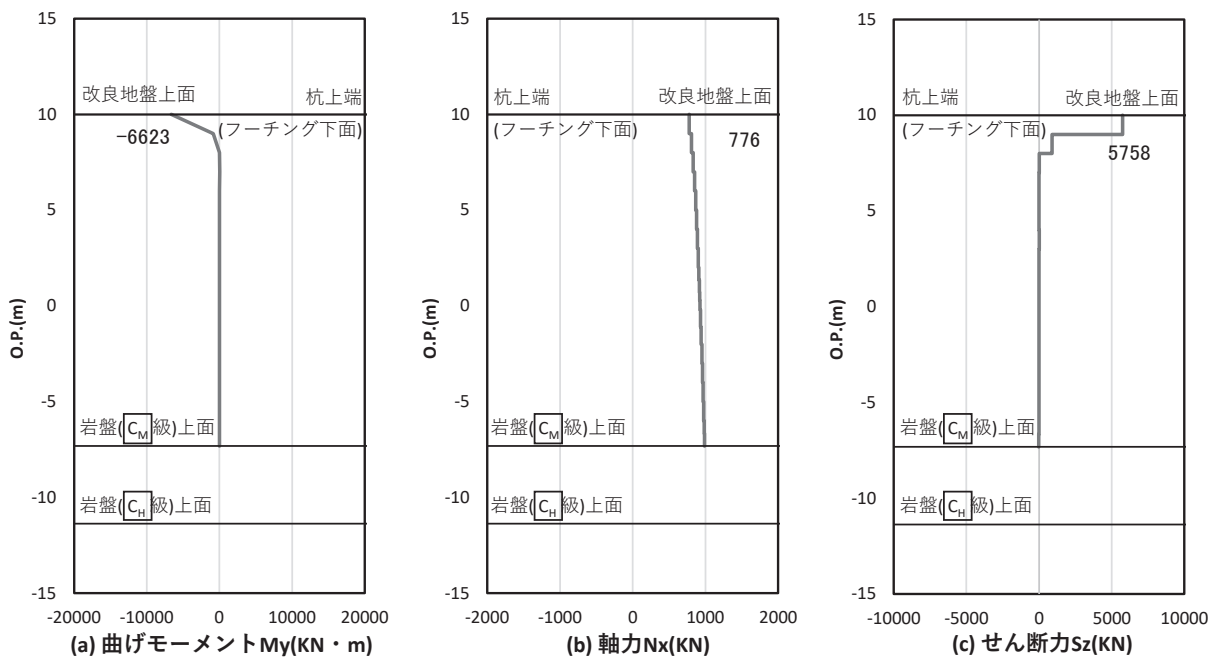 15
改良地盤上面
杭上端
10
(フーチング下面)
−6623
5
0
O.P.(m)
-5
岩盤(CM級)上面
-10
岩盤(CH級)上面
-15
-20000 -10000 0 10000 20000
(a) 曲げモーメントMy(KN・m)
15
杭上端
改良地盤上面
10
(フーチング下面)
776
5
0
O.P.(m)
-5
岩盤(CM級)上面
-10
岩盤(CH級)上面
-15
-2000 -1000 0 1000 2000
(b) 軸力Nx(KN)
15
杭上端
改良地盤上面
10
(フーチング下面)
5758
5
0
O.P.(m)
-5
岩盤(CM級)上面
-10
岩盤(CH級)上面
-15
-10000 -5000 0 5000 10000
(c) せん断力Sz(KN)